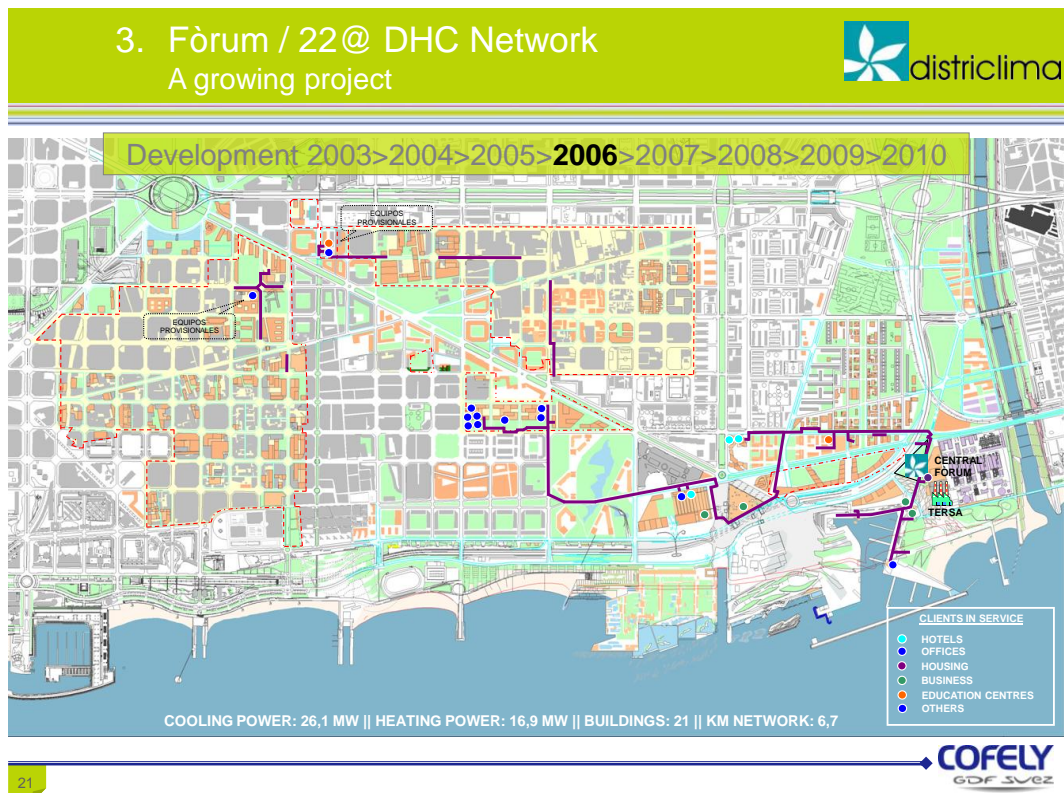 3. Fòrum / 22@ DHC Network
A growing project
districlima
Development 2003>2004>2005>2006>2007>2008>2009>2010
EQUIPOS
PROVISIONALES
EQUIPOS
PROVISIONALES
CENTRAL
FORUM
TERSA
CLIENTS IN SERVICE
HOTELS
OFFICES
HOUSING
BUSINESS
EDUCATION CENTRES
OTHERS
COOLING POWER: 26,1 MW || HEATING POWER: 16,9 MW || BUILDINGS: 21 || KM NETWORK: 6,7
21
COFELY
GDF SUEZ